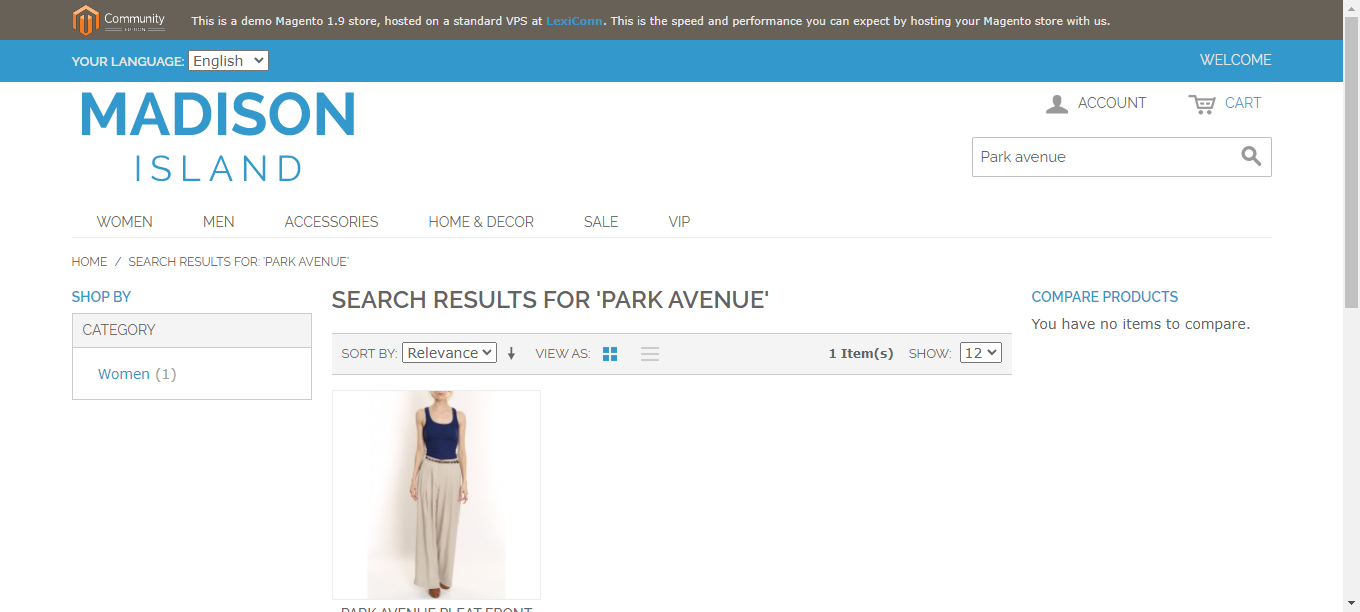 Community
EDITION
This is a demo Magento 1.9 store, hosted on a standard VPS at LexiConn. This is the speed and performance you can expect by hosting your Magento store with us.
YOUR LANGUAGE: English
WELCOME
MADISON
ISLAND
ACCOUNT
CART
Park avenue
WOMEN
MEN
ACCESSORIES
HOME & DECOR
SALE
VIP
HOME / SEARCH RESULTS FOR: 'PARK AVENUE'
SHOP BY
CATEGORY
Women (1)
SEARCH RESULTS FOR 'PARK AVENUE'
SORT BY: Relevance
VIEW AS:
1 Item(s)
SHOW: 12
PARK AVENUE PLEAT FRONT
COMPARE PRODUCTS
You have no items to compare.